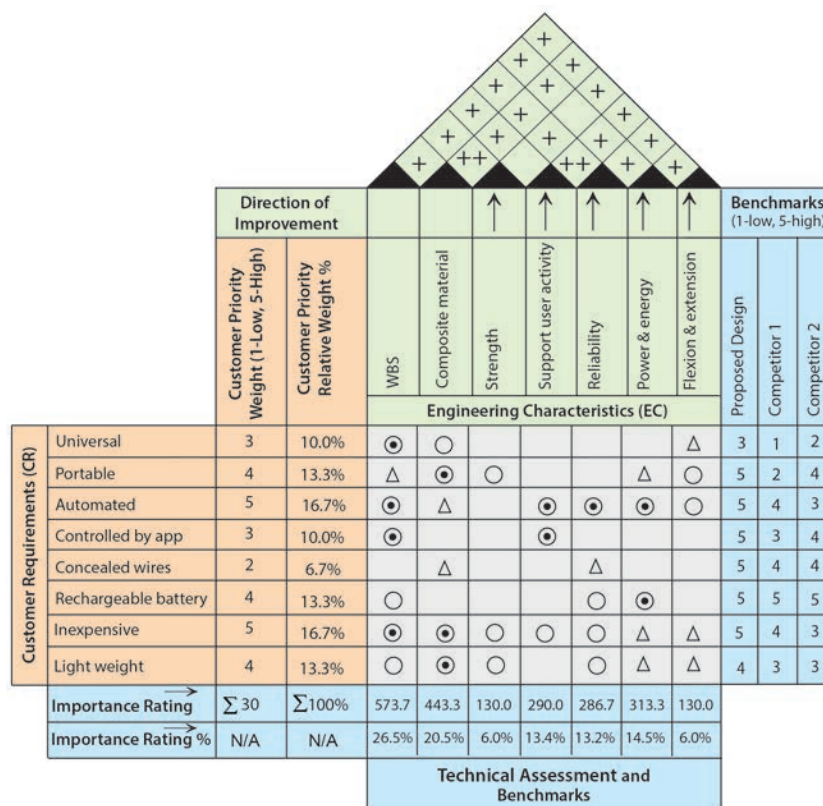 +
+ +
+ + +
+ + +
+ + + + +
+ ++ ++ + +
Direction of
Improvement
↑ ↑ ↑ ↑ ↑
Benchmarks
(1-low, 5-high)
Customer Priority
Weight (1-Low, 5-High)
Customer Priority
Relative Weight %
WBS
Composite material
Strength
Support user activity
Reliability
Power & energy
Flexion & extension
Proposed Design
Competitor 1
Competitor 2
Engineering Characteristics (EC)
Customer Requirements (CR)
Universal 3 10.0% ◉ ○ △ 3 1 2
Portable 4 13.3% △ ◉ ○ △ ○ 5 2 4
Automated 5 16.7% ◉ △ ◉ ◉ ◉ ○ 5 4 3
Controlled by app 3 10.0% ◉ ◉ 5 3 4
Concealed wires 2 6.7% △ △ 5 4 4
Rechargeable battery 4 13.3% ○ ○ ◉ 5 5 5
Inexpensive 5 16.7% ◉ ◉ ○ ○ ○ △ △ 5 4 3
Light weight 4 13.3% ○ ◉ ○ ○ △ △ 4 3 3
Importance Rating → Σ30 Σ100% 573.7 443.3 130.0 290.0 286.7 313.3 130.0
Importance Rating % → N/A N/A 26.5% 20.5% 6.0% 13.4% 13.2% 14.5% 6.0%
Technical Assessment and
Benchmarks